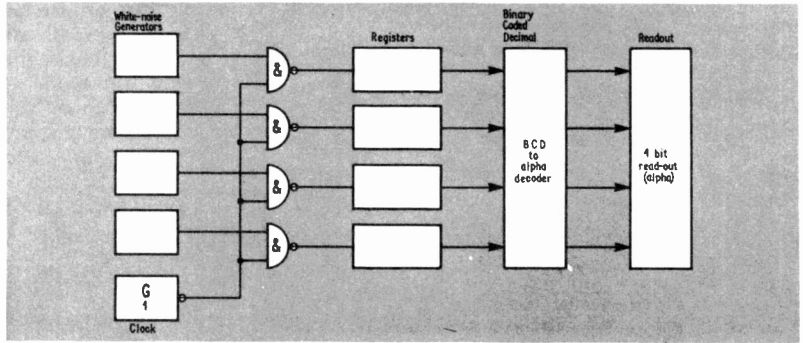 White-noise
Generators
Registers
Binary
Coded
Decimal
Readout
&
&
&
&
BCD
to
alpha
decoder
4 bit
read-out
(alpha)
G
1
Clock